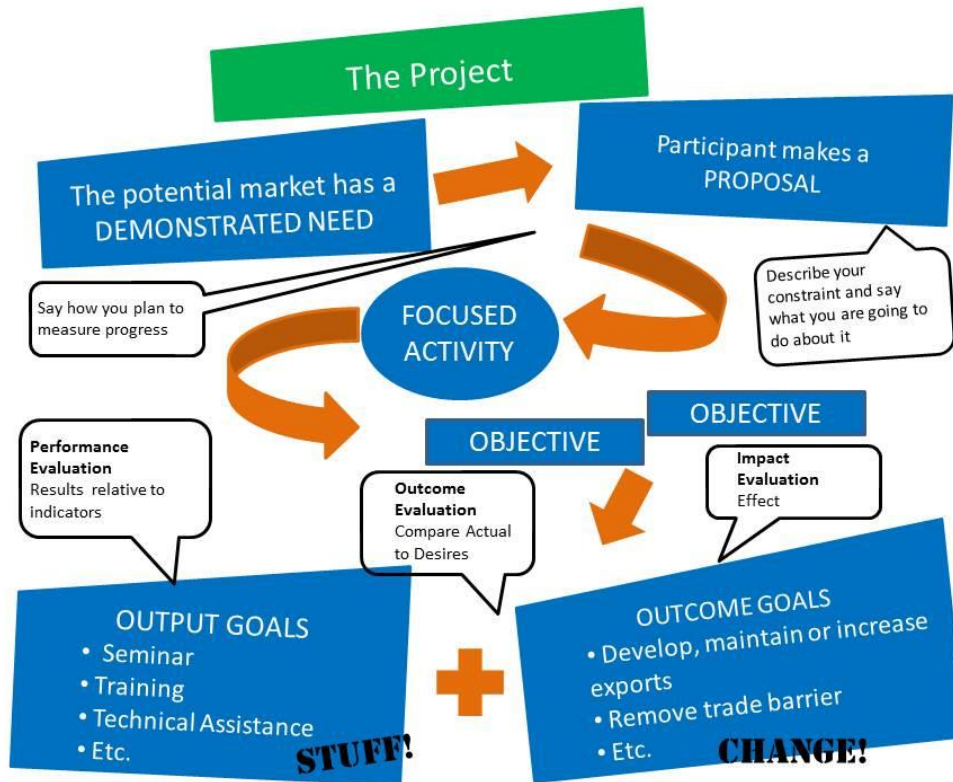 The Project
The potential market has a
DEMONSTRATED NEED
Participant makes a
PROPOSAL
Say how you plan to
measure progress
FOCUSED
ACTIVITY
Describe your
constraint and say
what you are going to
do about it
OBJECTIVE
OBJECTIVE
Performance
Evaluation
Results relative to
indicators
Outcome
Evaluation
Compare Actual
to Desires
Impact
Evaluation
Effect
OUTPUT GOALS
• Seminar
• Training
• Technical Assistance
• Etc.
STUFF!
OUTCOME GOALS
• Develop, maintain or increase
exports
• Remove trade barrier
• Etc.
CHANGE!